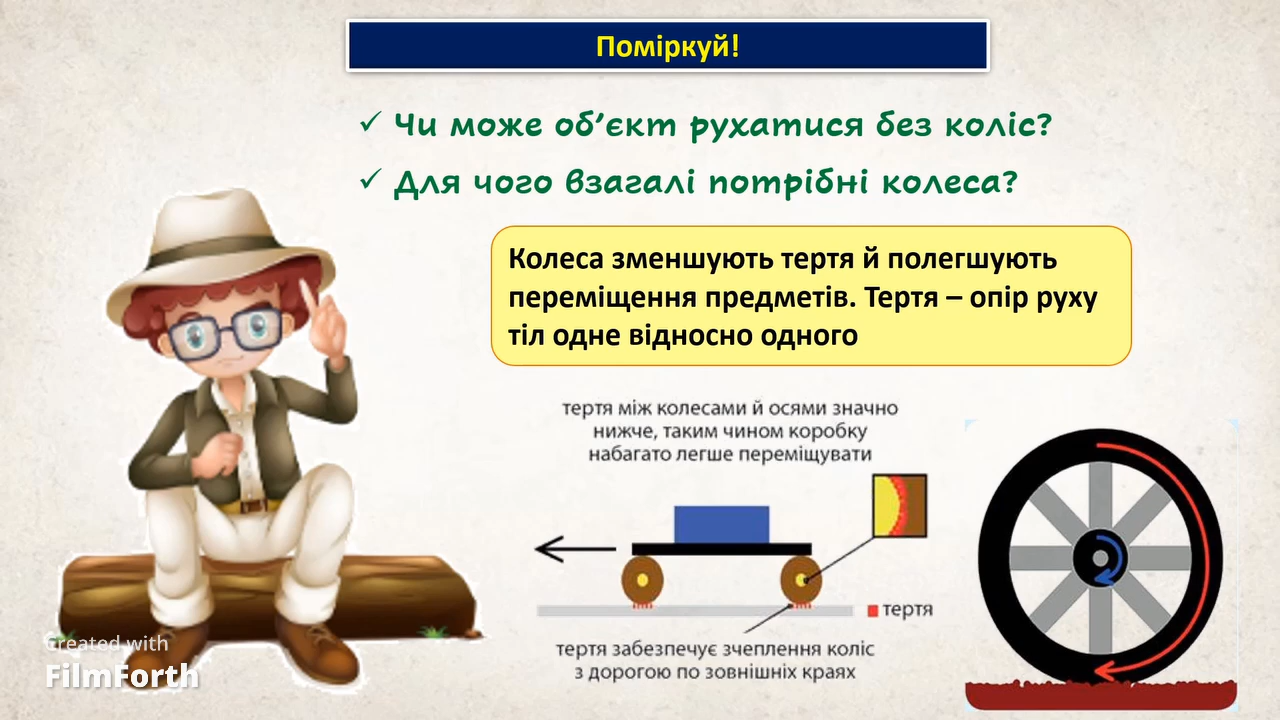 Поміркуй!
✓ Чи може об’єкт рухатися без коліс?
✓ Для чого взагалі потрібні колеса?
Колеса зменшують тертя й полегшують
переміщення предметів. Тертя – опір руху
тіл одне відносно одного
тертя між колесами й осями значно
нижче, таким чином коробку
набагато легше переміщувати
тертя
тертя забезпечує зчеплення коліс
з дорогою по зовнішніх краях
Created with
FilmForth